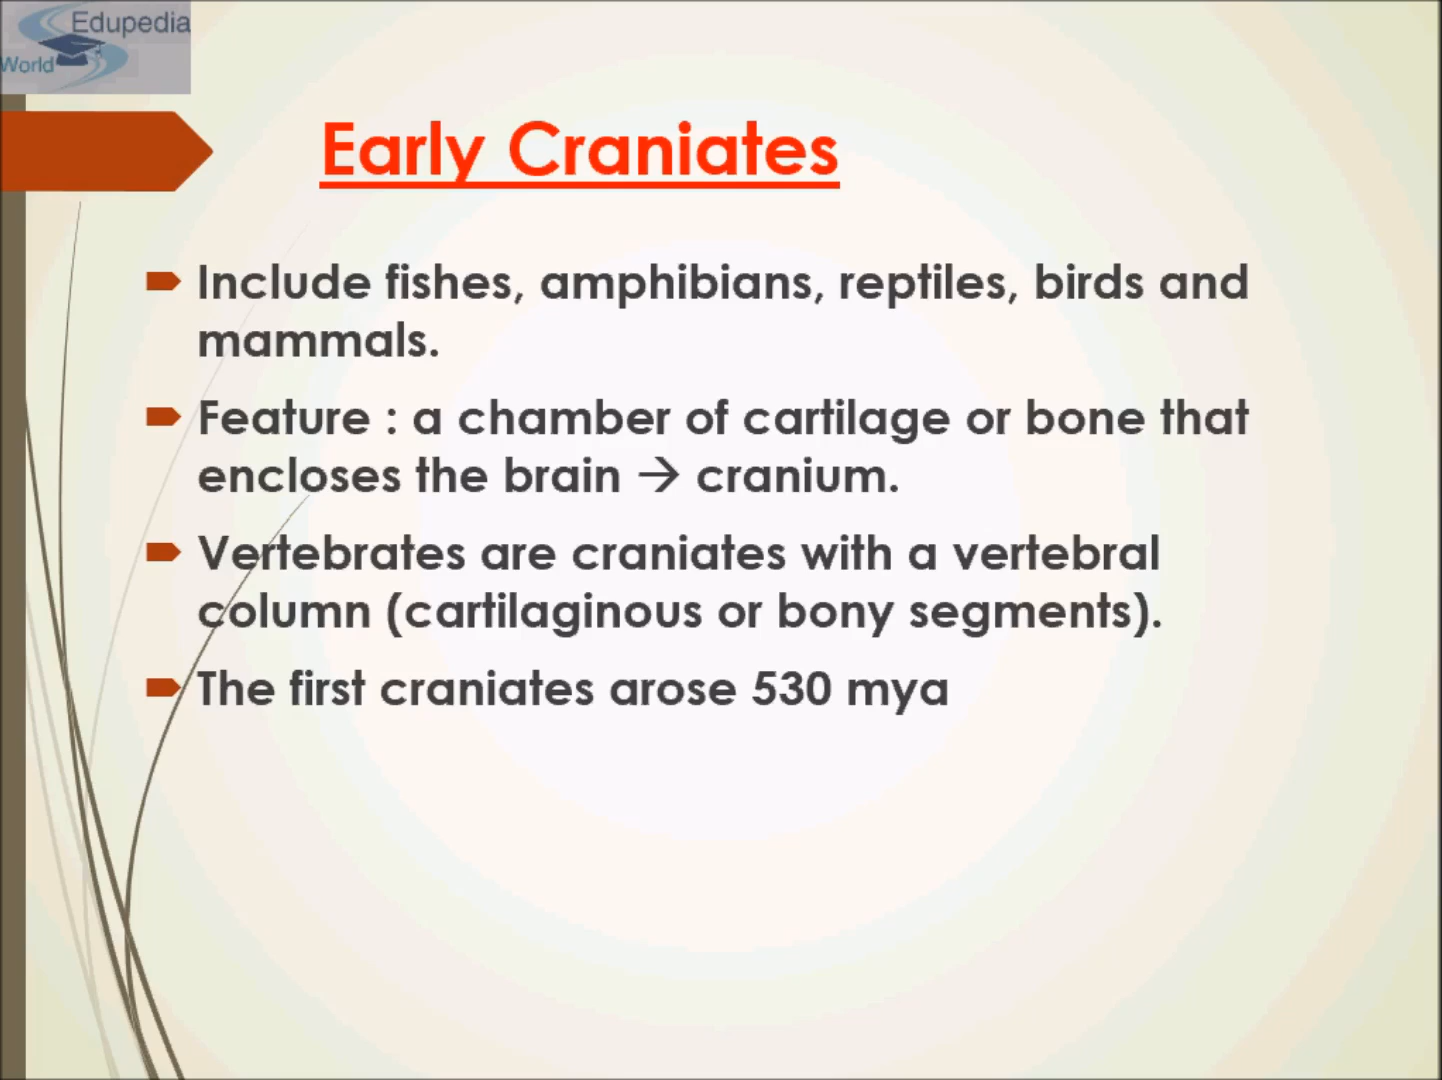 Edupedia
World
Early Craniates
Include fishes, amphibians, reptiles, birds and
mammals.
Feature : a chamber of cartilage or bone that
encloses the brain → cranium.
Vertebrates are craniates with a vertebral
column (cartilaginous or bony segments).
The first craniates arose 530 mya